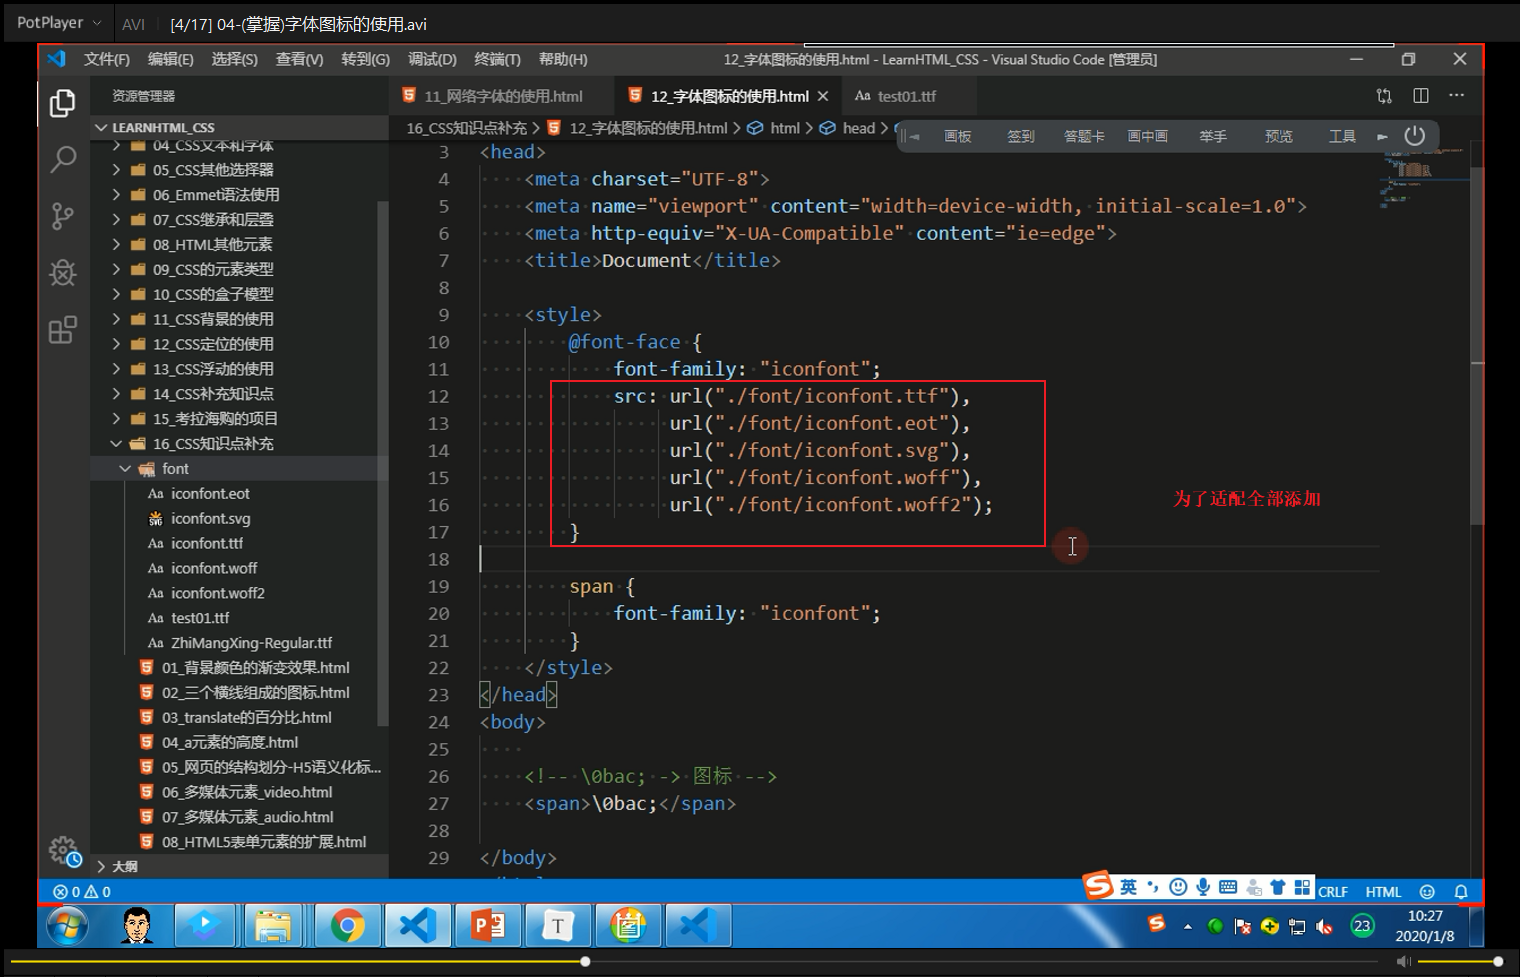 PotPlayer AVI [4/17] 04-(掌握)字体图标的使用.avi
文件(F) 编辑(E) 选择(S) 查看(V) 转到(G) 调试(D) 终端(T) 帮助(H) 12_字体图标的使用.html - LearnHTML_CSS - Visual Studio Code [管理员]
资源管理器
11_网络字体的使用.html 12_字体图标的使用.html Aa test01.ttf
LEARNHTML_CSS
16_CSS知识点补充 > 12_字体图标的使用.html > html > head >
画板 签到 答题卡 画中画 举手 预览 工具
04_CSS文本和字体
05_CSS其他选择器
06_Emmet语法使用
07_CSS继承和层叠
08_HTML其他元素
09_CSS的元素类型
10_CSS的盒子模型
11_CSS背景的使用
12_CSS定位的使用
13_CSS浮动的使用
14_CSS补充知识点
15_考拉海购的项目
16_CSS知识点补充
font
Aa iconfont.eot
SVG iconfont.svg
Aa iconfont.ttf
Aa iconfont.woff
Aa iconfont.woff2
Aa test01.ttf
Aa ZhiMangXing-Regular.ttf
01_背景颜色的渐变效果.html
02_三个横线组成的图标.html
03_translate的百分比.html
04_a元素的高度.html
05_网页的结构划分-H5语义化标...
06_多媒体元素_video.html
07_多媒体元素_audio.html
08_HTML5表单元素的扩展.html
大纲
3 <head>
4 <meta charset="UTF-8">
5 <meta name="viewport" content="width=device-width, initial-scale=1.0">
6 <meta http-equiv="X-UA-Compatible" content="ie=edge">
7 <title>Document</title>
8
9 <style>
10 @font-face {
11 font-family: "iconfont";
12 src: url("./font/iconfont.ttf"),
13 url("./font/iconfont.eot"),
14 url("./font/iconfont.svg"),
15 url("./font/iconfont.woff"),
16 url("./font/iconfont.woff2");
17 }
18
19 span {
20 font-family: "iconfont";
21 }
22 </style>
23 </head>
24 <body>
25
26 <!-- \0bac; -> 图标 -->
27 <span>\0bac;</span>
28
29 </body>
为了适配全部添加
0 0
英
CRLF HTML
T
23
10:27
2020/1/8